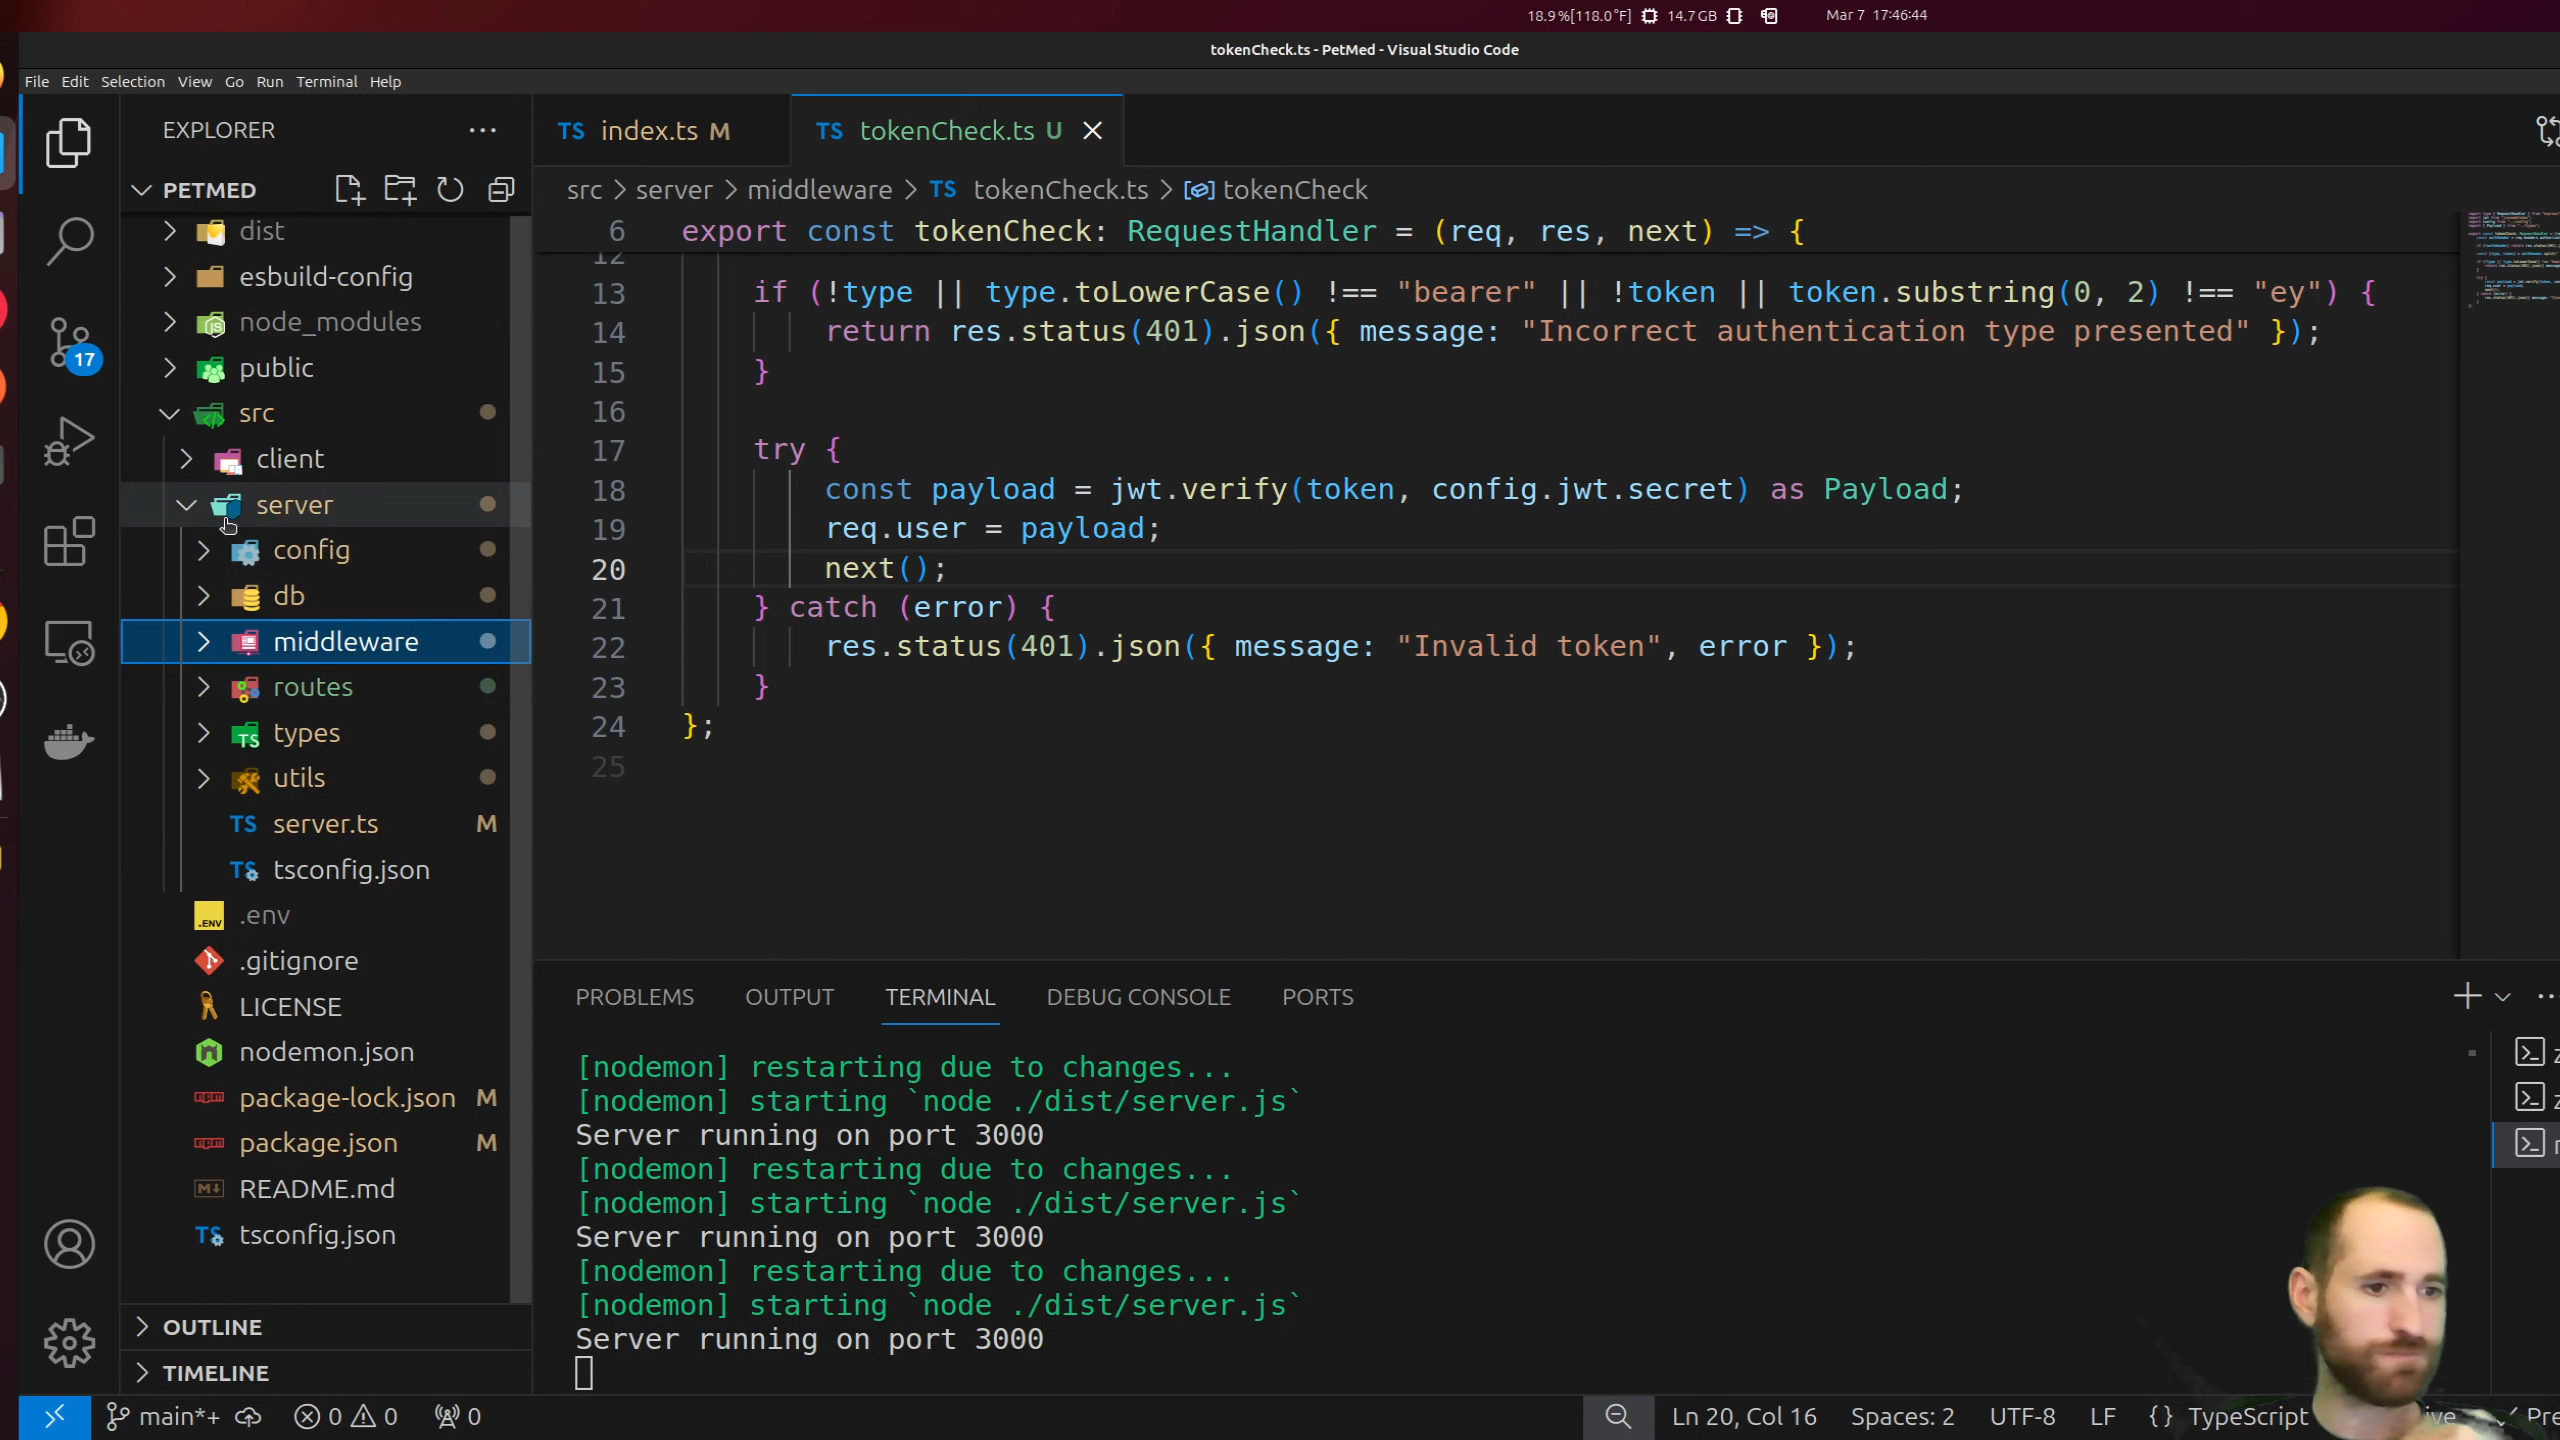 18.9%[118.0°F] 14.7GB Mar 7 17:46:44
tokenCheck.ts - PetMed - Visual Studio Code
File Edit Selection View Go Run Terminal Help
EXPLORER
PETMED
dist
esbuild-config
node_modules
public
src
client
server
config
db
middleware
routes
types
utils
server.ts M
tsconfig.json
.env
.gitignore
LICENSE
nodemon.json
package-lock.json M
package.json M
README.md
tsconfig.json
OUTLINE
TIMELINE
17
index.ts M
tokenCheck.ts U
src > server > middleware > TS tokenCheck.ts > tokenCheck
6 export const tokenCheck: RequestHandler = (req, res, next) => {
12
13 if (!type || type.toLowerCase() !== "bearer" || !token || token.substring(0, 2) !== "ey") {
14 return res.status(401).json({ message: "Incorrect authentication type presented" });
15 }
16
17 try {
18 const payload = jwt.verify(token, config.jwt.secret) as Payload;
19 req.user = payload;
20 next();
21 } catch (error) {
22 res.status(401).json({ message: "Invalid token", error });
23 }
24 };
25
PROBLEMS OUTPUT TERMINAL DEBUG CONSOLE PORTS
[nodemon] restarting due to changes...
[nodemon] starting `node ./dist/server.js`
Server running on port 3000
[nodemon] restarting due to changes...
[nodemon] starting `node ./dist/server.js`
Server running on port 3000
[nodemon] restarting due to changes...
[nodemon] starting `node ./dist/server.js`
Server running on port 3000
main*+ 0 0 0 Ln 20, Col 16 Spaces: 2 UTF-8 LF {} TypeScript